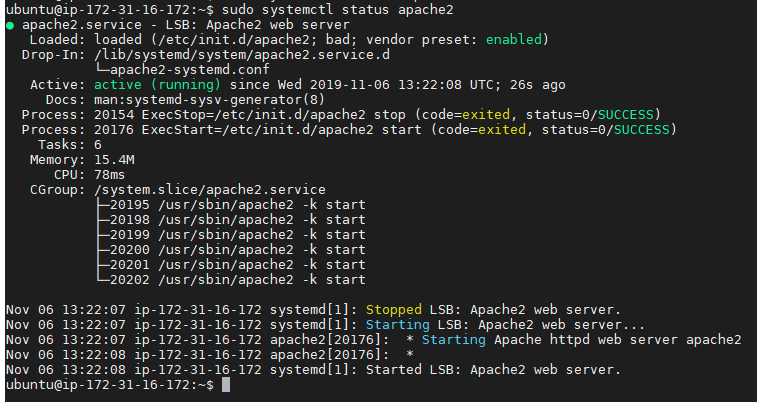 ubuntu@ip-172-31-16-172:~$ sudo systemctl status apache2
● apache2.service - LSB: Apache2 web server
   Loaded: loaded (/etc/init.d/apache2; bad; vendor preset: enabled)
  Drop-In: /lib/systemd/system/apache2.service.d
           └─apache2-systemd.conf
   Active: active (running) since Wed 2019-11-06 13:22:08 UTC; 26s ago
     Docs: man:systemd-sysv-generator(8)
  Process: 20154 ExecStop=/etc/init.d/apache2 stop (code=exited, status=0/SUCCESS)
  Process: 20176 ExecStart=/etc/init.d/apache2 start (code=exited, status=0/SUCCESS)
    Tasks: 6
   Memory: 15.4M
      CPU: 78ms
   CGroup: /system.slice/apache2.service
           ├─20195 /usr/sbin/apache2 -k start
           ├─20198 /usr/sbin/apache2 -k start
           ├─20199 /usr/sbin/apache2 -k start
           ├─20200 /usr/sbin/apache2 -k start
           ├─20201 /usr/sbin/apache2 -k start
           └─20202 /usr/sbin/apache2 -k start

Nov 06 13:22:07 ip-172-31-16-172 systemd[1]: Stopped LSB: Apache2 web server.
Nov 06 13:22:07 ip-172-31-16-172 systemd[1]: Starting LSB: Apache2 web server...
Nov 06 13:22:07 ip-172-31-16-172 apache2[20176]:  * Starting Apache httpd web server apache2
Nov 06 13:22:08 ip-172-31-16-172 apache2[20176]:  *
Nov 06 13:22:08 ip-172-31-16-172 systemd[1]: Started LSB: Apache2 web server.
ubuntu@ip-172-31-16-172:~$